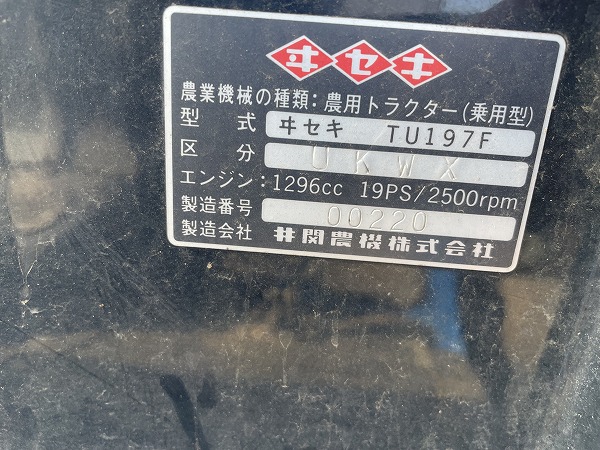 ヰセキ
農業機械の種類:農用トラクター(乗用型)
型式 ヰセキ TU197F
区分 UKWX
エンジン:1296cc 19PS/2500rpm
製造番号 00220
製造会社 井関農機株式会社